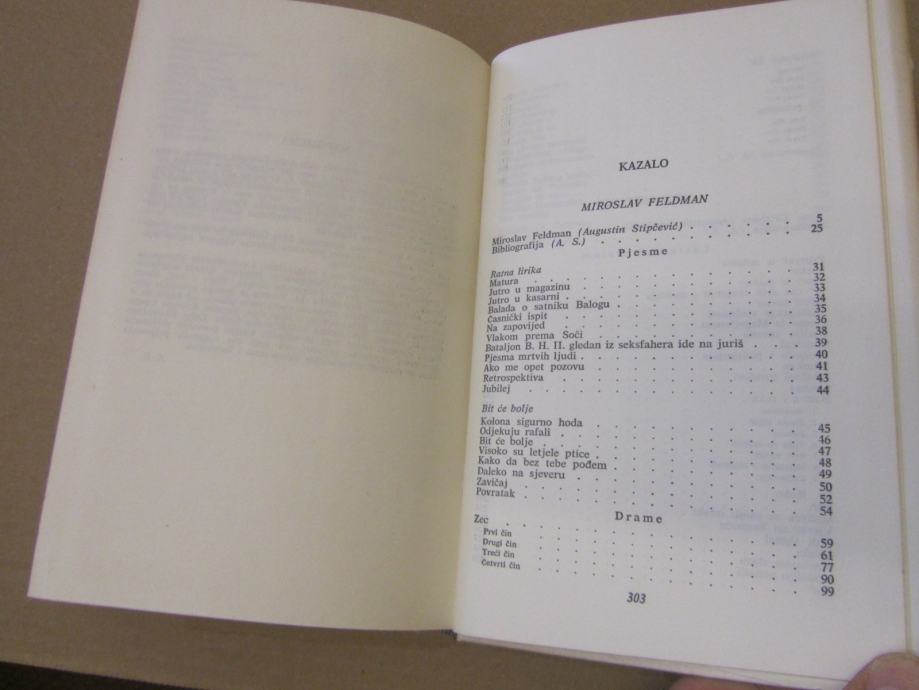 KAZALO
MIROSLAV FELDMAN
Miroslav Feldman (Augustin Stipčević) . . . . . . . 5
Bibliografija (A. S.) . . . . . . . . . . 25
Pjesme
Ratna lirika
Matura . . . . . . . . . . . . 31
Jutro u magazinu . . . . . . . . . . 32
Jutro u kasarni . . . . . . . . . . . 33
Balada o satniku Balogu . . . . . . . . 34
Časnički ispit . . . . . . . . . . . 35
Na zapovijed . . . . . . . . . . . 36
Vlakom prema Soči . . . . . . . . . 38
Bataljon B. H. II. gledan iz seksfahera ide na juriš . . . 39
Pjesma mrtvih ljudi . . . . . . . . . 40
Ako me opet pozovu . . . . . . . . . 41
Retrospektiva . . . . . . . . . . 43
Jubilej . . . . . . . . . . . . 44
Bit će bolje
Kolona sigurno hoda . . . . . . . . . 45
Odjekuju rafali . . . . . . . . . . 46
Bit će bolje . . . . . . . . . . . 47
Visoko su letjele ptice . . . . . . . . 48
Kako da bez tebe pođem . . . . . . . . 49
Daleko na sjeveru . . . . . . . . . 50
Zavičaj . . . . . . . . . . . . 52
Povratak . . . . . . . . . . . 54
Drame
Zec . . . . . . . . . . . . 59
Prvi čin . . . . . . . . . . 61
Drugi čin . . . . . . . . . . 77
Treći čin . . . . . . . . . . 90
Četvrti čin . . . . . . . . . . 99
303